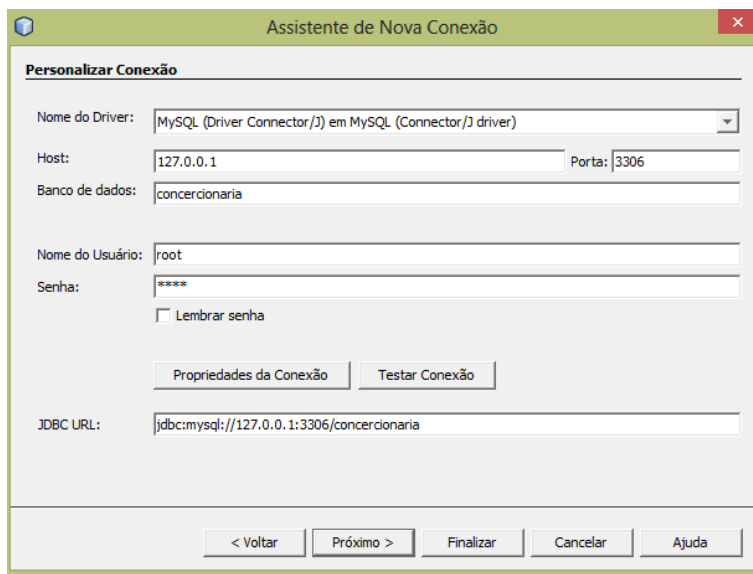 Assistente de Nova Conexão
Personalizar Conexão
Nome do Driver: MySQL (Driver Connector/J) em MySQL (Connector/J driver)
Host: 127.0.0.1 Porta: 3306
Banco de dados: concercionaria
Nome do Usuário: root
Senha: ****
Lembrar senha
Propriedades da Conexão Testar Conexão
JDBC URL: jdbc:mysql://127.0.0.1:3306/concercionaria
< Voltar Próximo > Finalizar Cancelar Ajuda